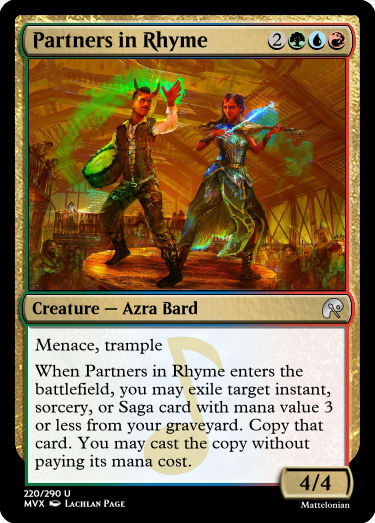 Partners in Rhyme 2
Creature — Azra Bard
Menace, trample
When Partners in Rhyme enters the
battlefield, you may exile target instant,
sorcery, or Saga card with mana value 3
or less from your graveyard. Copy that
card. You may cast the copy without
paying its mana cost.
4/4
220/290 U
MVX Lachlan Page
Mattelonian